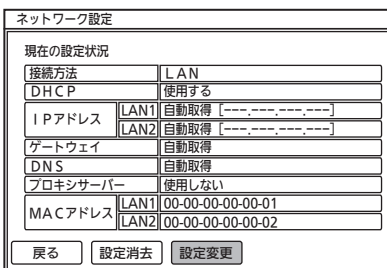 ネットワーク設定
現在の設定状況
接続方法 ＬＡＮ
ＤＨＣＰ 使用する
ＩＰアドレス LAN1 自動取得 [---.---.---.---]
LAN2 自動取得 [---.---.---.---]
ゲートウェイ 自動取得
ＤＮＳ 自動取得
プロキシサーバー 使用しない
ＭＡＣアドレス LAN1 00-00-00-00-00-01
LAN2 00-00-00-00-00-02
戻る 設定消去 設定変更